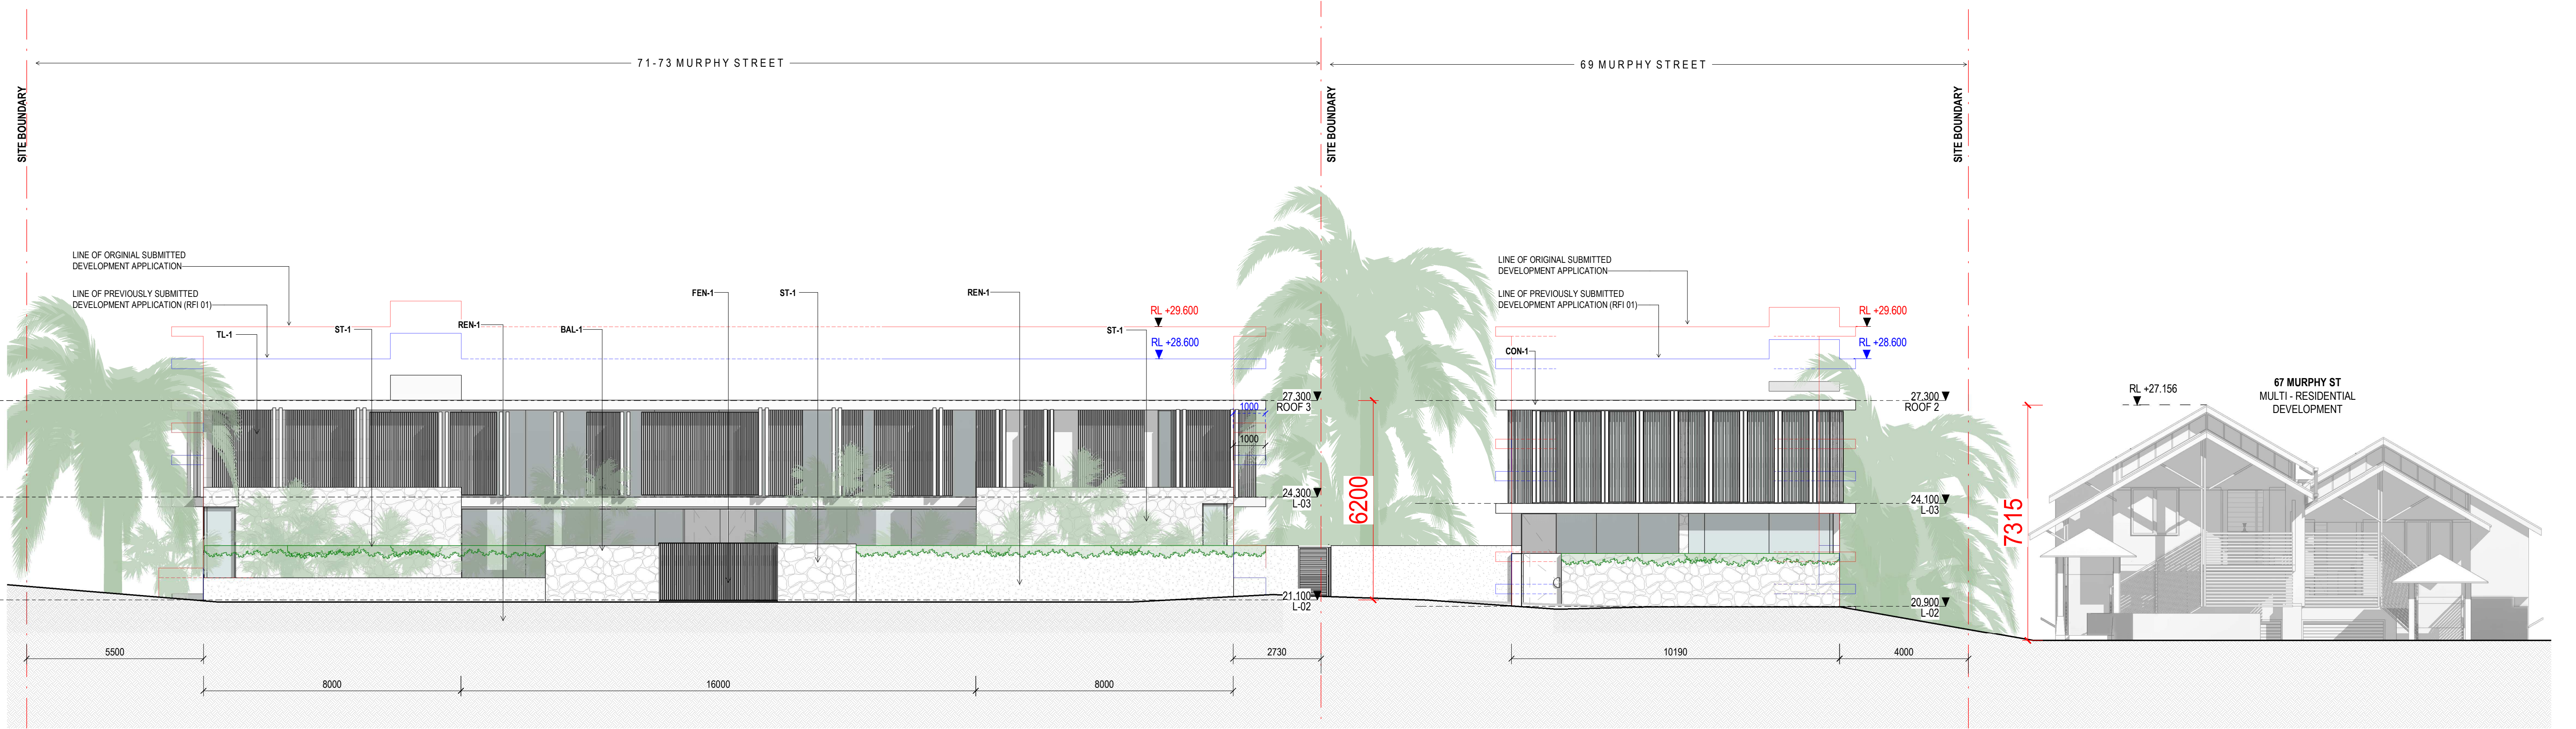 71-73 MURPHY STREET
69 MURPHY STREET
SITE BOUNDARY
SITE BOUNDARY
SITE BOUNDARY
LINE OF ORGINIAL SUBMITTED
DEVELOPMENT APPLICATION
LINE OF PREVIOUSLY SUBMITTED
DEVELOPMENT APPLICATION (RFI 01)
TL-1
ST-1
REN-1
BAL-1
FEN-1
ST-1
REN-1
ST-1
RL +29.600
RL +28.600
1000
1000
27.300
ROOF 3
24.300
L-03
21.100
L-02
6200
LINE OF ORIGINAL SUBMITTED
DEVELOPMENT APPLICATION
LINE OF PREVIOUSLY SUBMITTED
DEVELOPMENT APPLICATION (RFI 01)
CON-1
RL +29.600
RL +28.600
27.300
ROOF 2
24.100
L-03
20.900
L-02
7315
RL +27.156
67 MURPHY ST
MULTI - RESIDENTIAL
DEVELOPMENT
5500
2730
10190
4000
8000
16000
8000